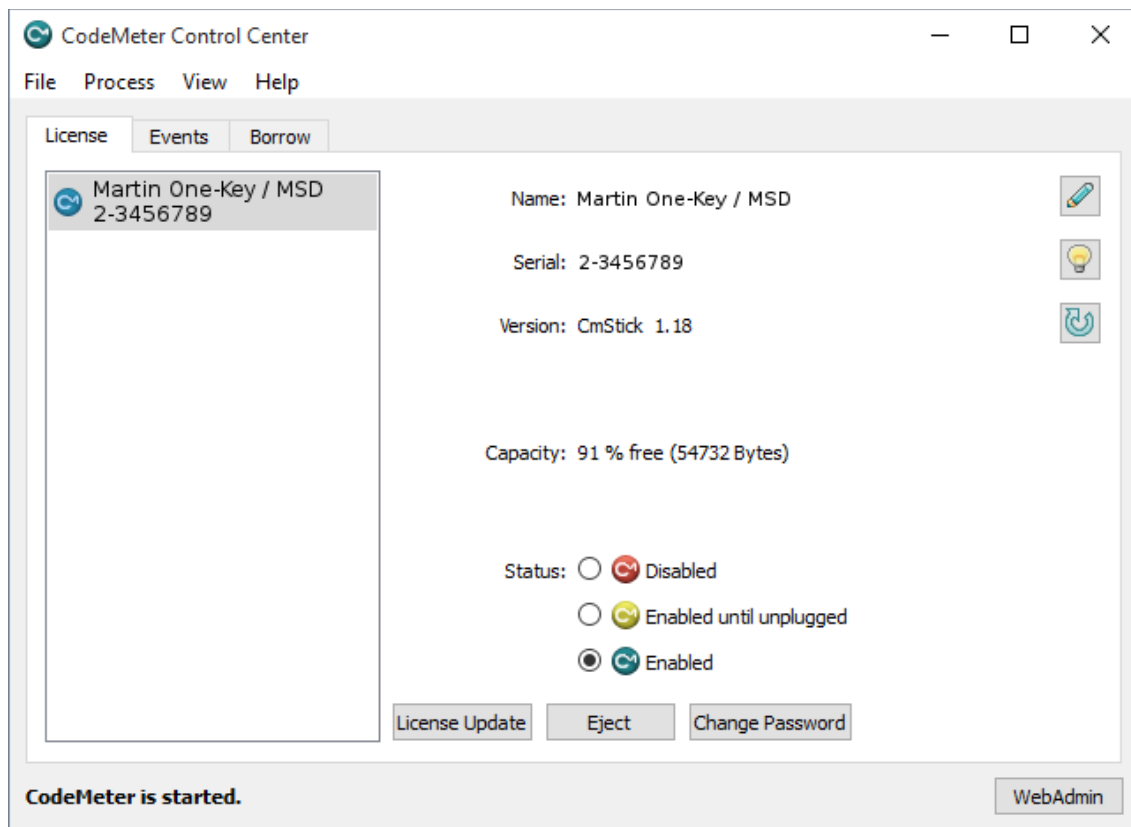 CodeMeter Control Center
File Process View Help
License Events Borrow
Martin One-Key / MSD
2-3456789
Name: Martin One-Key / MSD
Serial: 2-3456789
Version: CmStick 1.18
Capacity: 91 % free (54732 Bytes)
Status: Disabled
Enabled until unplugged
Enabled
License Update Eject Change Password
CodeMeter is started. WebAdmin